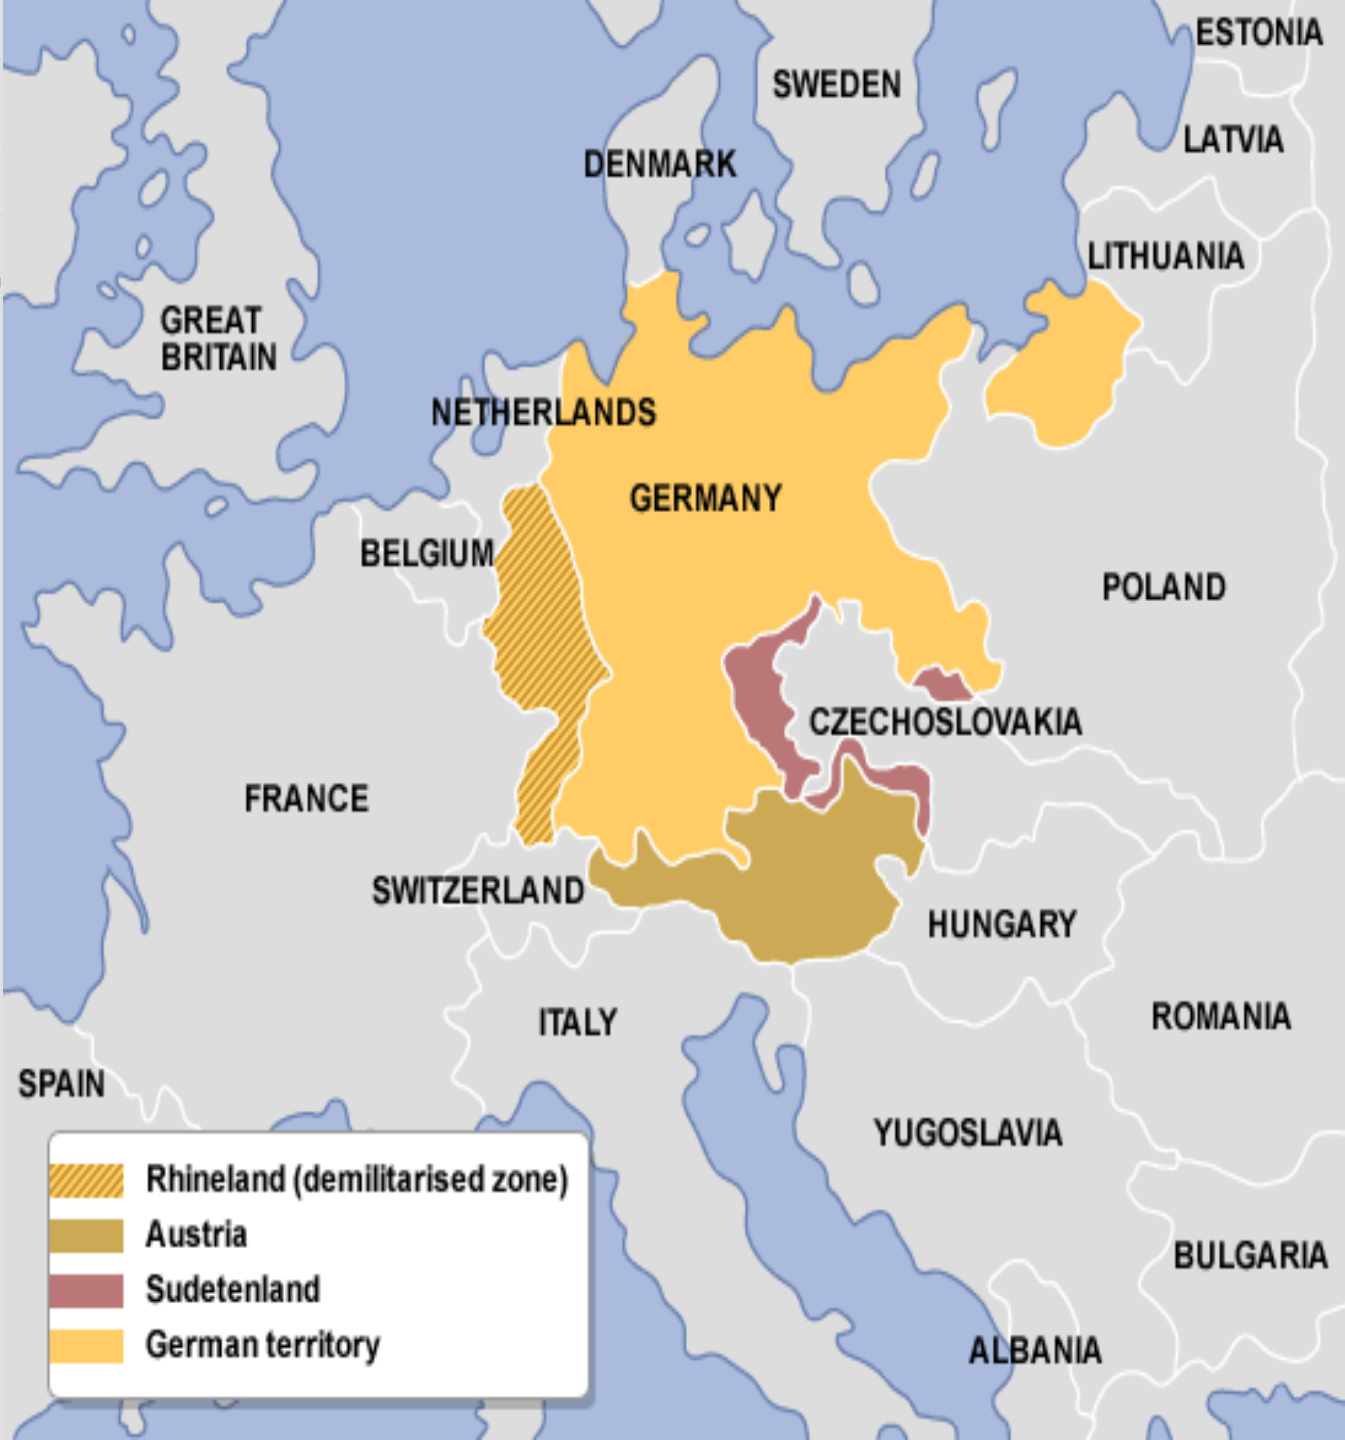 ESTONIA
SWEDEN
LATVIA
DENMARK
LITHUANIA
GREAT
BRITAIN
NETHERLANDS
GERMANY
BELGIUM
POLAND
CZECHOSLOVAKIA
FRANCE
SWITZERLAND
HUNGARY
ITALY
ROMANIA
SPAIN
YUGOSLAVIA
Rhineland (demilitarised zone)
Austria
Sudetenland
German territory
BULGARIA
ALBANIA